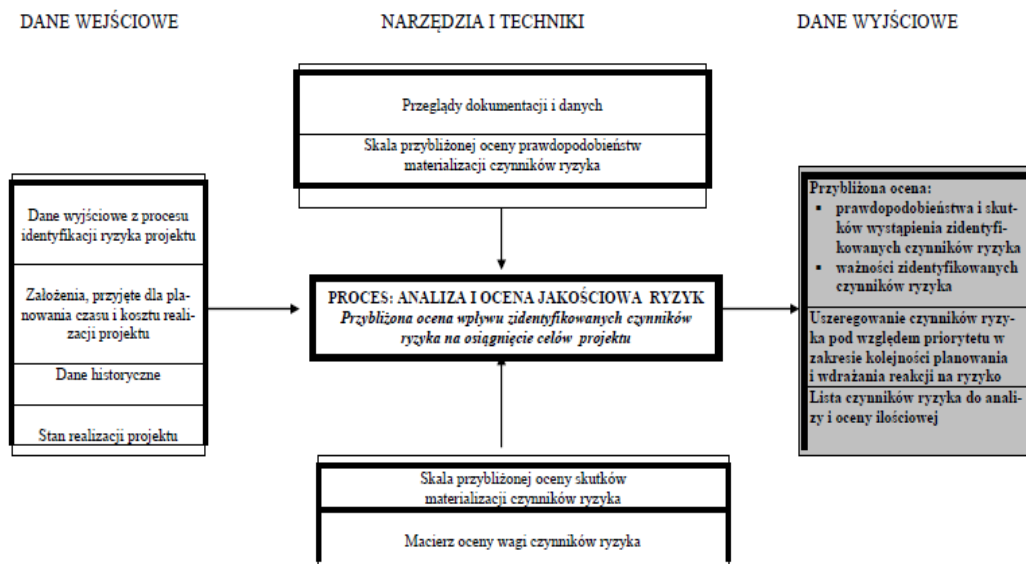 DANE WEJŚCIOWE
NARZĘDZIA I TECHNIKI
DANE WYJŚCIOWE
Przeglądy dokumentacji i danych
Skala przybliżonej oceny prawdopodobieństw
materializacji czynników ryzyka
Dane wyjściowe z procesu
identyfikacji ryzyka projektu
Założenia, przyjęte dla pla-
nowania czasu i kosztu reali-
zacji projektu
Dane historyczne
Stan realizacji projektu
PROCES: ANALIZA I OCENA JAKOŚCIOWA RYZYK
Przybliżona ocena wpływu zidentyfikowanych czynników
ryzyka na osiągnięcie celów projektu
Przybliżona ocena:
▪ prawdopodobieństwa i skut-
ków wystąpienia zidentyfi-
kowanych czynników ryzyka
▪ ważności zidentyfikowanych
czynników ryzyka
Uszeregowanie czynników ryzy-
ka pod względem priorytetu w
zakresie kolejności planowania
i wdrażania reakcji na ryzyko
Lista czynników ryzyka do anali-
zy i oceny ilościowej
Skala przybliżonej oceny skutków
materializacji czynników ryzyka
Macierz oceny wagi czynników ryzyka